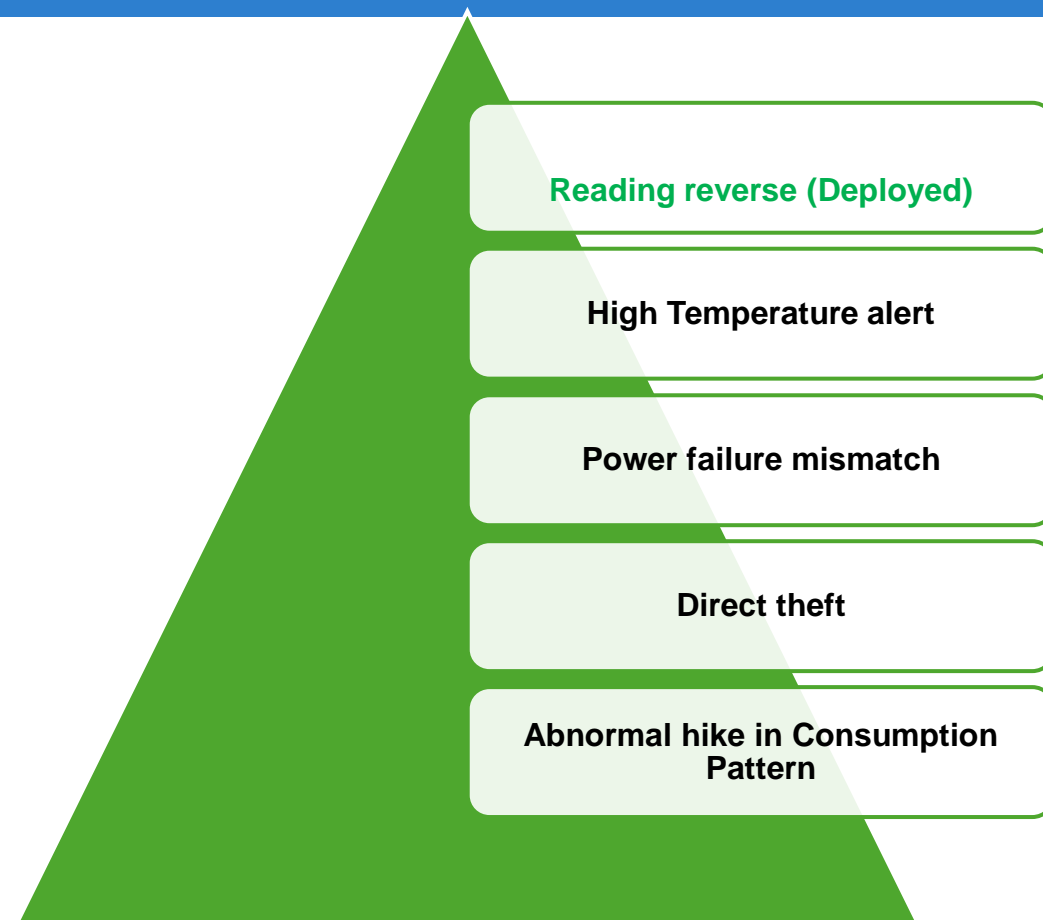 Reading reverse (Deployed)
High Temperature alert
Power failure mismatch
Direct theft
Abnormal hike in Consumption
Pattern